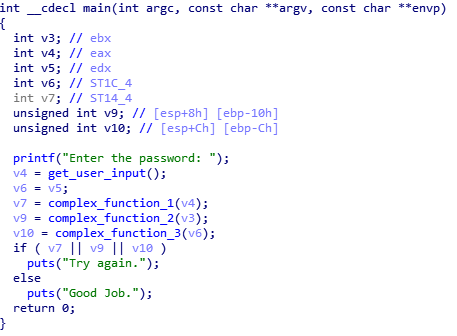 int __cdecl main(int argc, const char **argv, const char **envp)
{
  int v3; // ebx
  int v4; // eax
  int v5; // edx
  int v6; // ST1C_4
  int v7; // ST14_4
  unsigned int v9; // [esp+8h] [ebp-10h]
  unsigned int v10; // [esp+Ch] [ebp-Ch]

  printf("Enter the password: ");
  v4 = get_user_input();
  v6 = v5;
  v7 = complex_function_1(v4);
  v9 = complex_function_2(v3);
  v10 = complex_function_3(v6);
  if ( v7 || v9 || v10 )
    puts("Try again.");
  else
    puts("Good Job.");
  return 0;
}